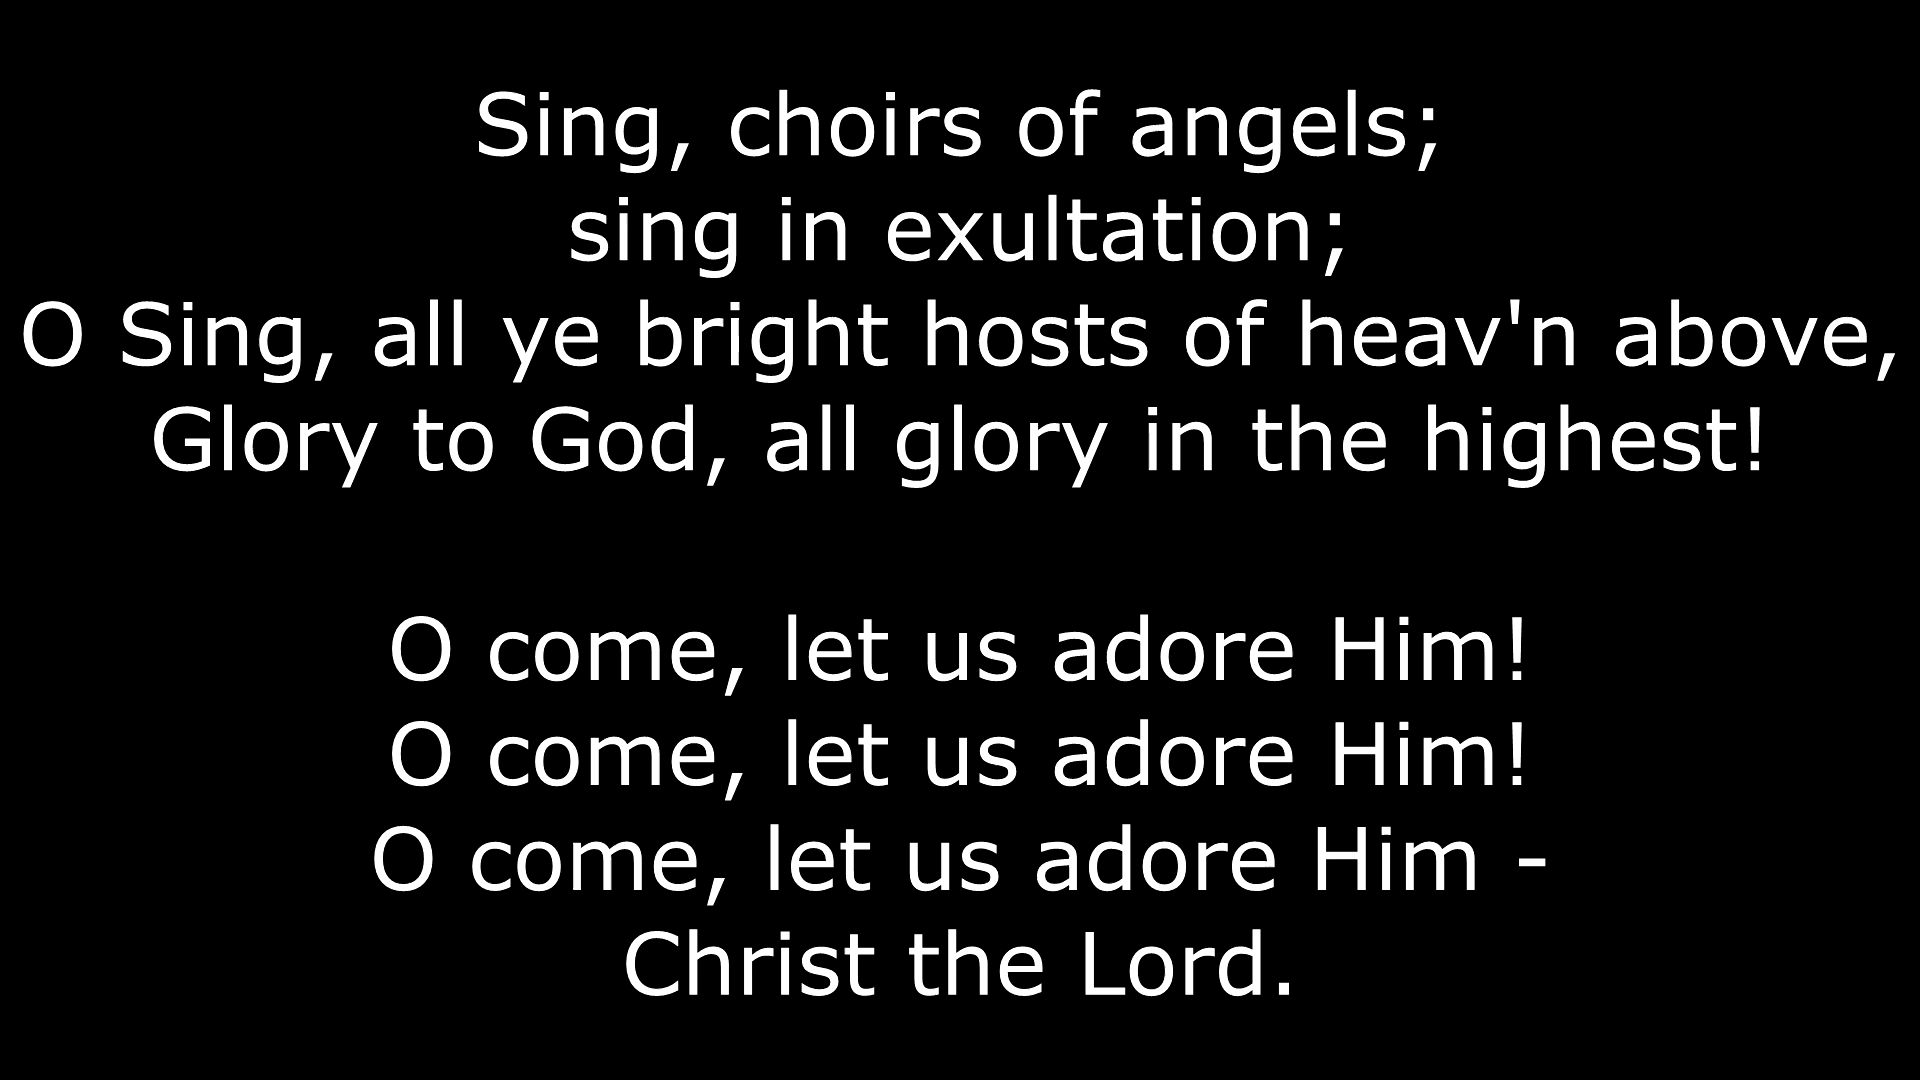 Sing, choirs of angels;
sing in exultation;
O Sing, all ye bright hosts of heav'n above,
Glory to God, all glory in the highest!
O come, let us adore Him!
O come, let us adore Him!
O come, let us adore Him -
Christ the Lord.